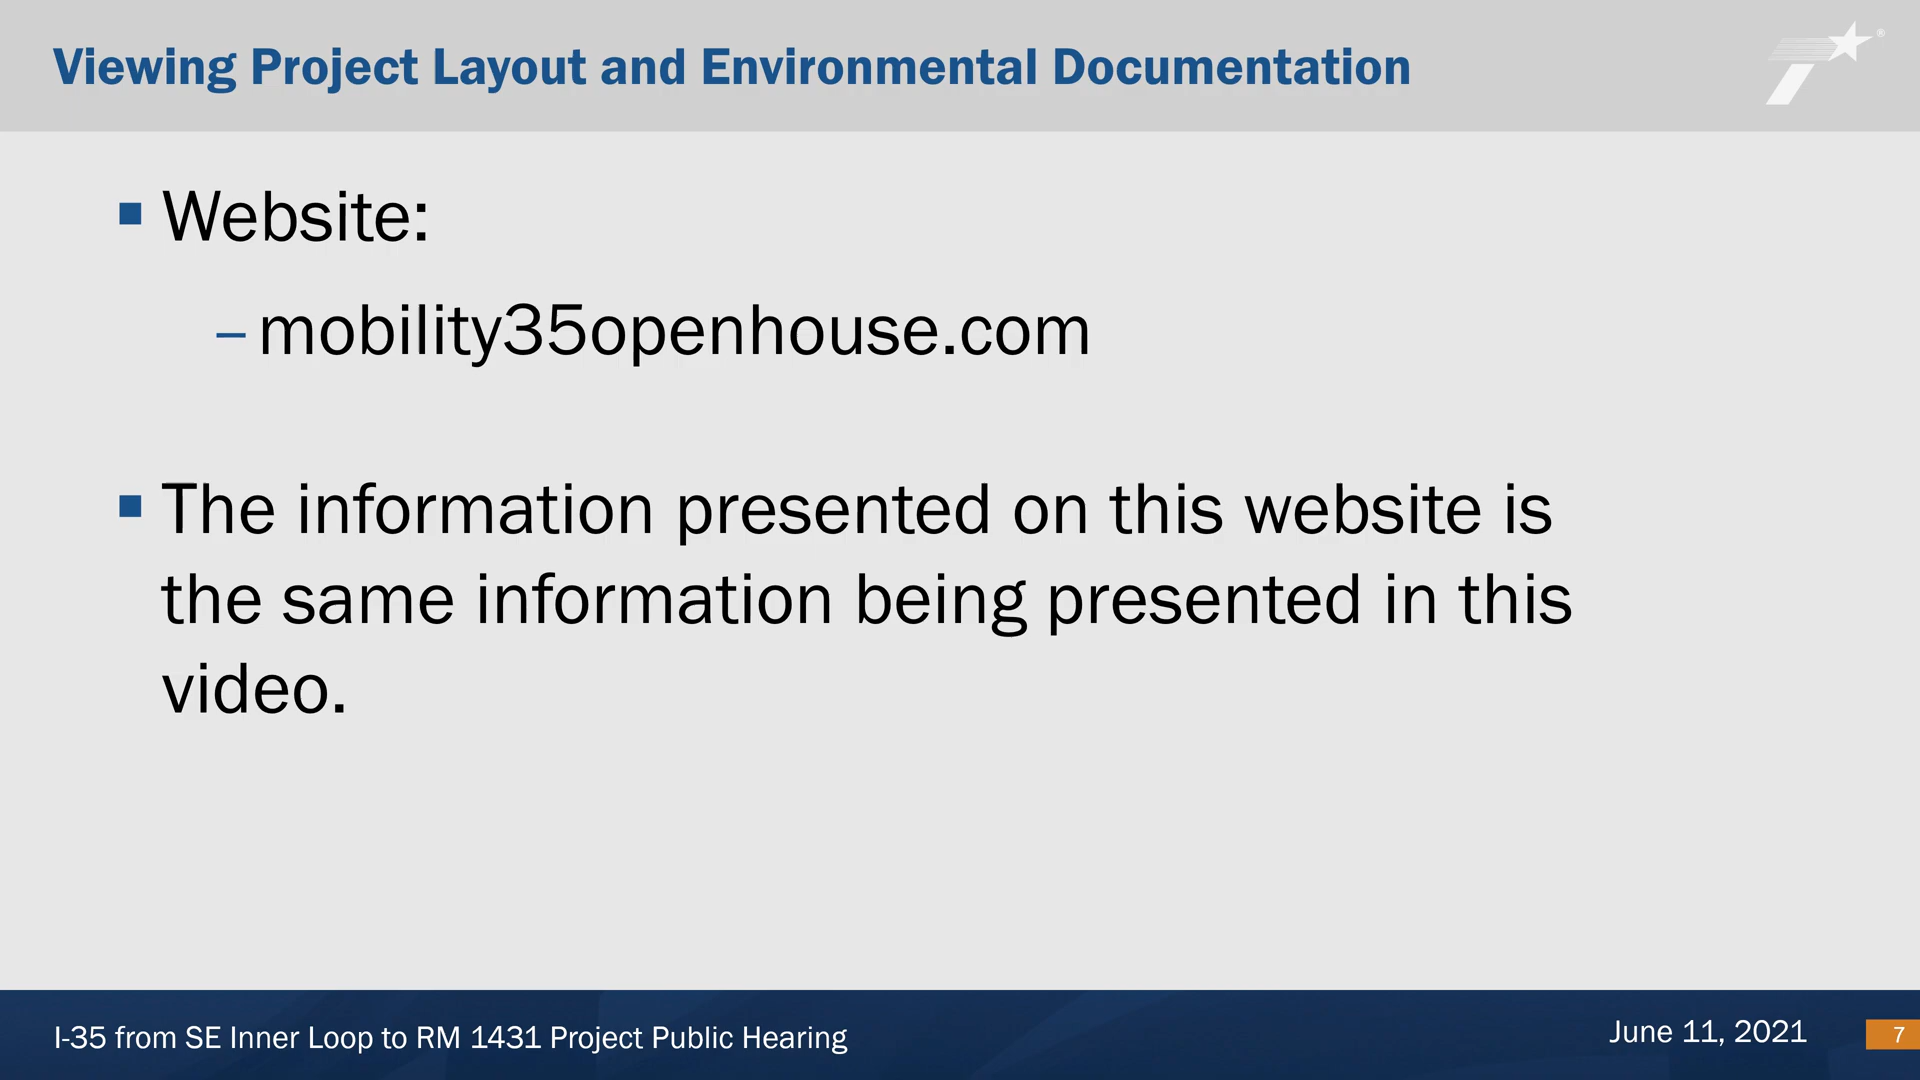 Viewing Project Layout and Environmental Documentation
®
Website:
– mobility35openhouse.com
The information presented on this website is
the same information being presented in this
video.
I-35 from SE Inner Loop to RM 1431 Project Public Hearing
June 11, 2021
7